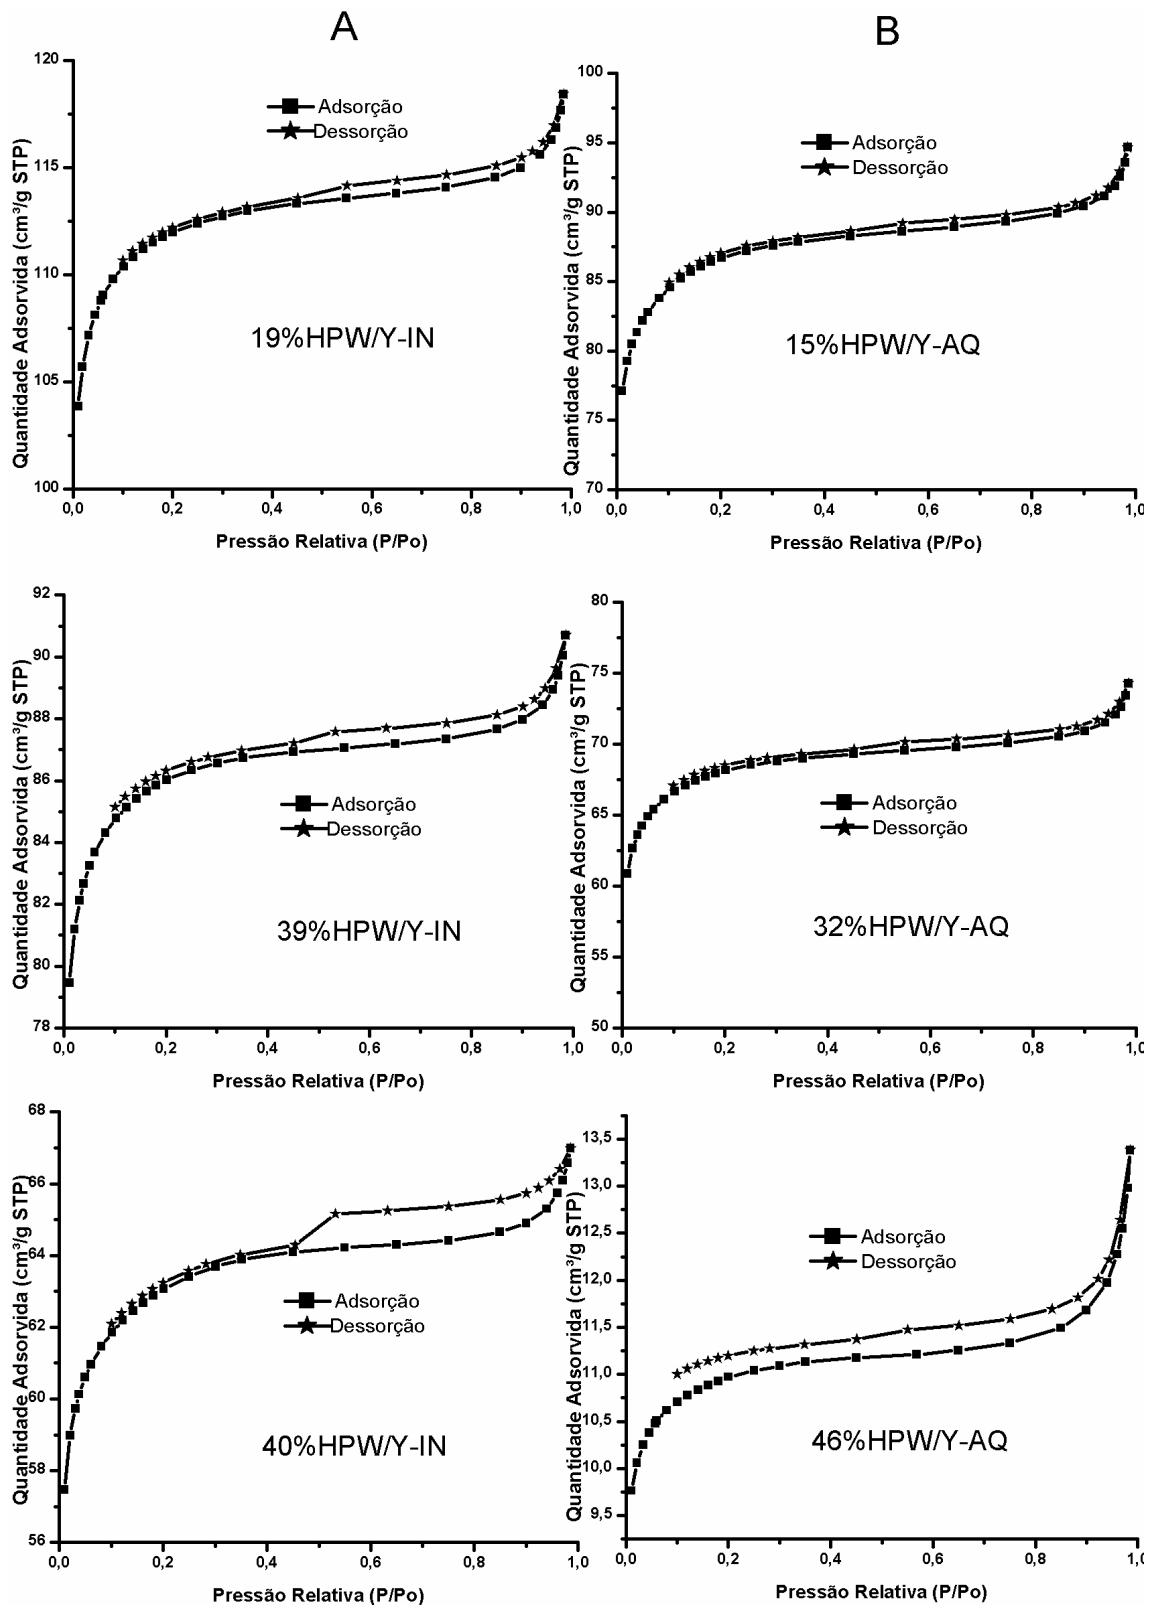 A
B
120
115
110
105
100
Quantidade Adsorvida (cm³/g STP)
Adsorção
Dessorção
19%HPW/Y-IN
0,0 0,2 0,4 0,6 0,8 1,0
Pressão Relativa (P/Po)
100
95
90
85
80
75
70
Quantidade Adsorvida (cm³/g STP)
Adsorção
Dessorção
15%HPW/Y-AQ
0,0 0,2 0,4 0,6 0,8 1,0
Pressão Relativa (P/Po)
92
90
88
86
84
82
80
78
Quantidade Adsorvida (cm³/g STP)
Adsorção
Dessorção
39%HPW/Y-IN
0,0 0,2 0,4 0,6 0,8 1,0
Pressão Relativa (P/Po)
80
75
70
65
60
55
50
Quantidade Adsorvida (cm³/g STP)
Adsorção
Dessorção
32%HPW/Y-AQ
0,0 0,2 0,4 0,6 0,8 1,0
Pressão Relativa (P/Po)
68
66
64
62
60
58
56
Quantidade Adsorvida (cm³/g STP)
Adsorção
Dessorção
40%HPW/Y-IN
0,0 0,2 0,4 0,6 0,8 1,0
Pressão Relativa (P/Po)
13,5
13,0
12,5
12,0
11,5
11,0
10,5
10,0
9,5
Quantidade Adsorvida (cm³/g STP)
Adsorção
Dessorção
46%HPW/Y-AQ
0,0 0,2 0,4 0,6 0,8 1,0
Pressão Relativa (P/Po)